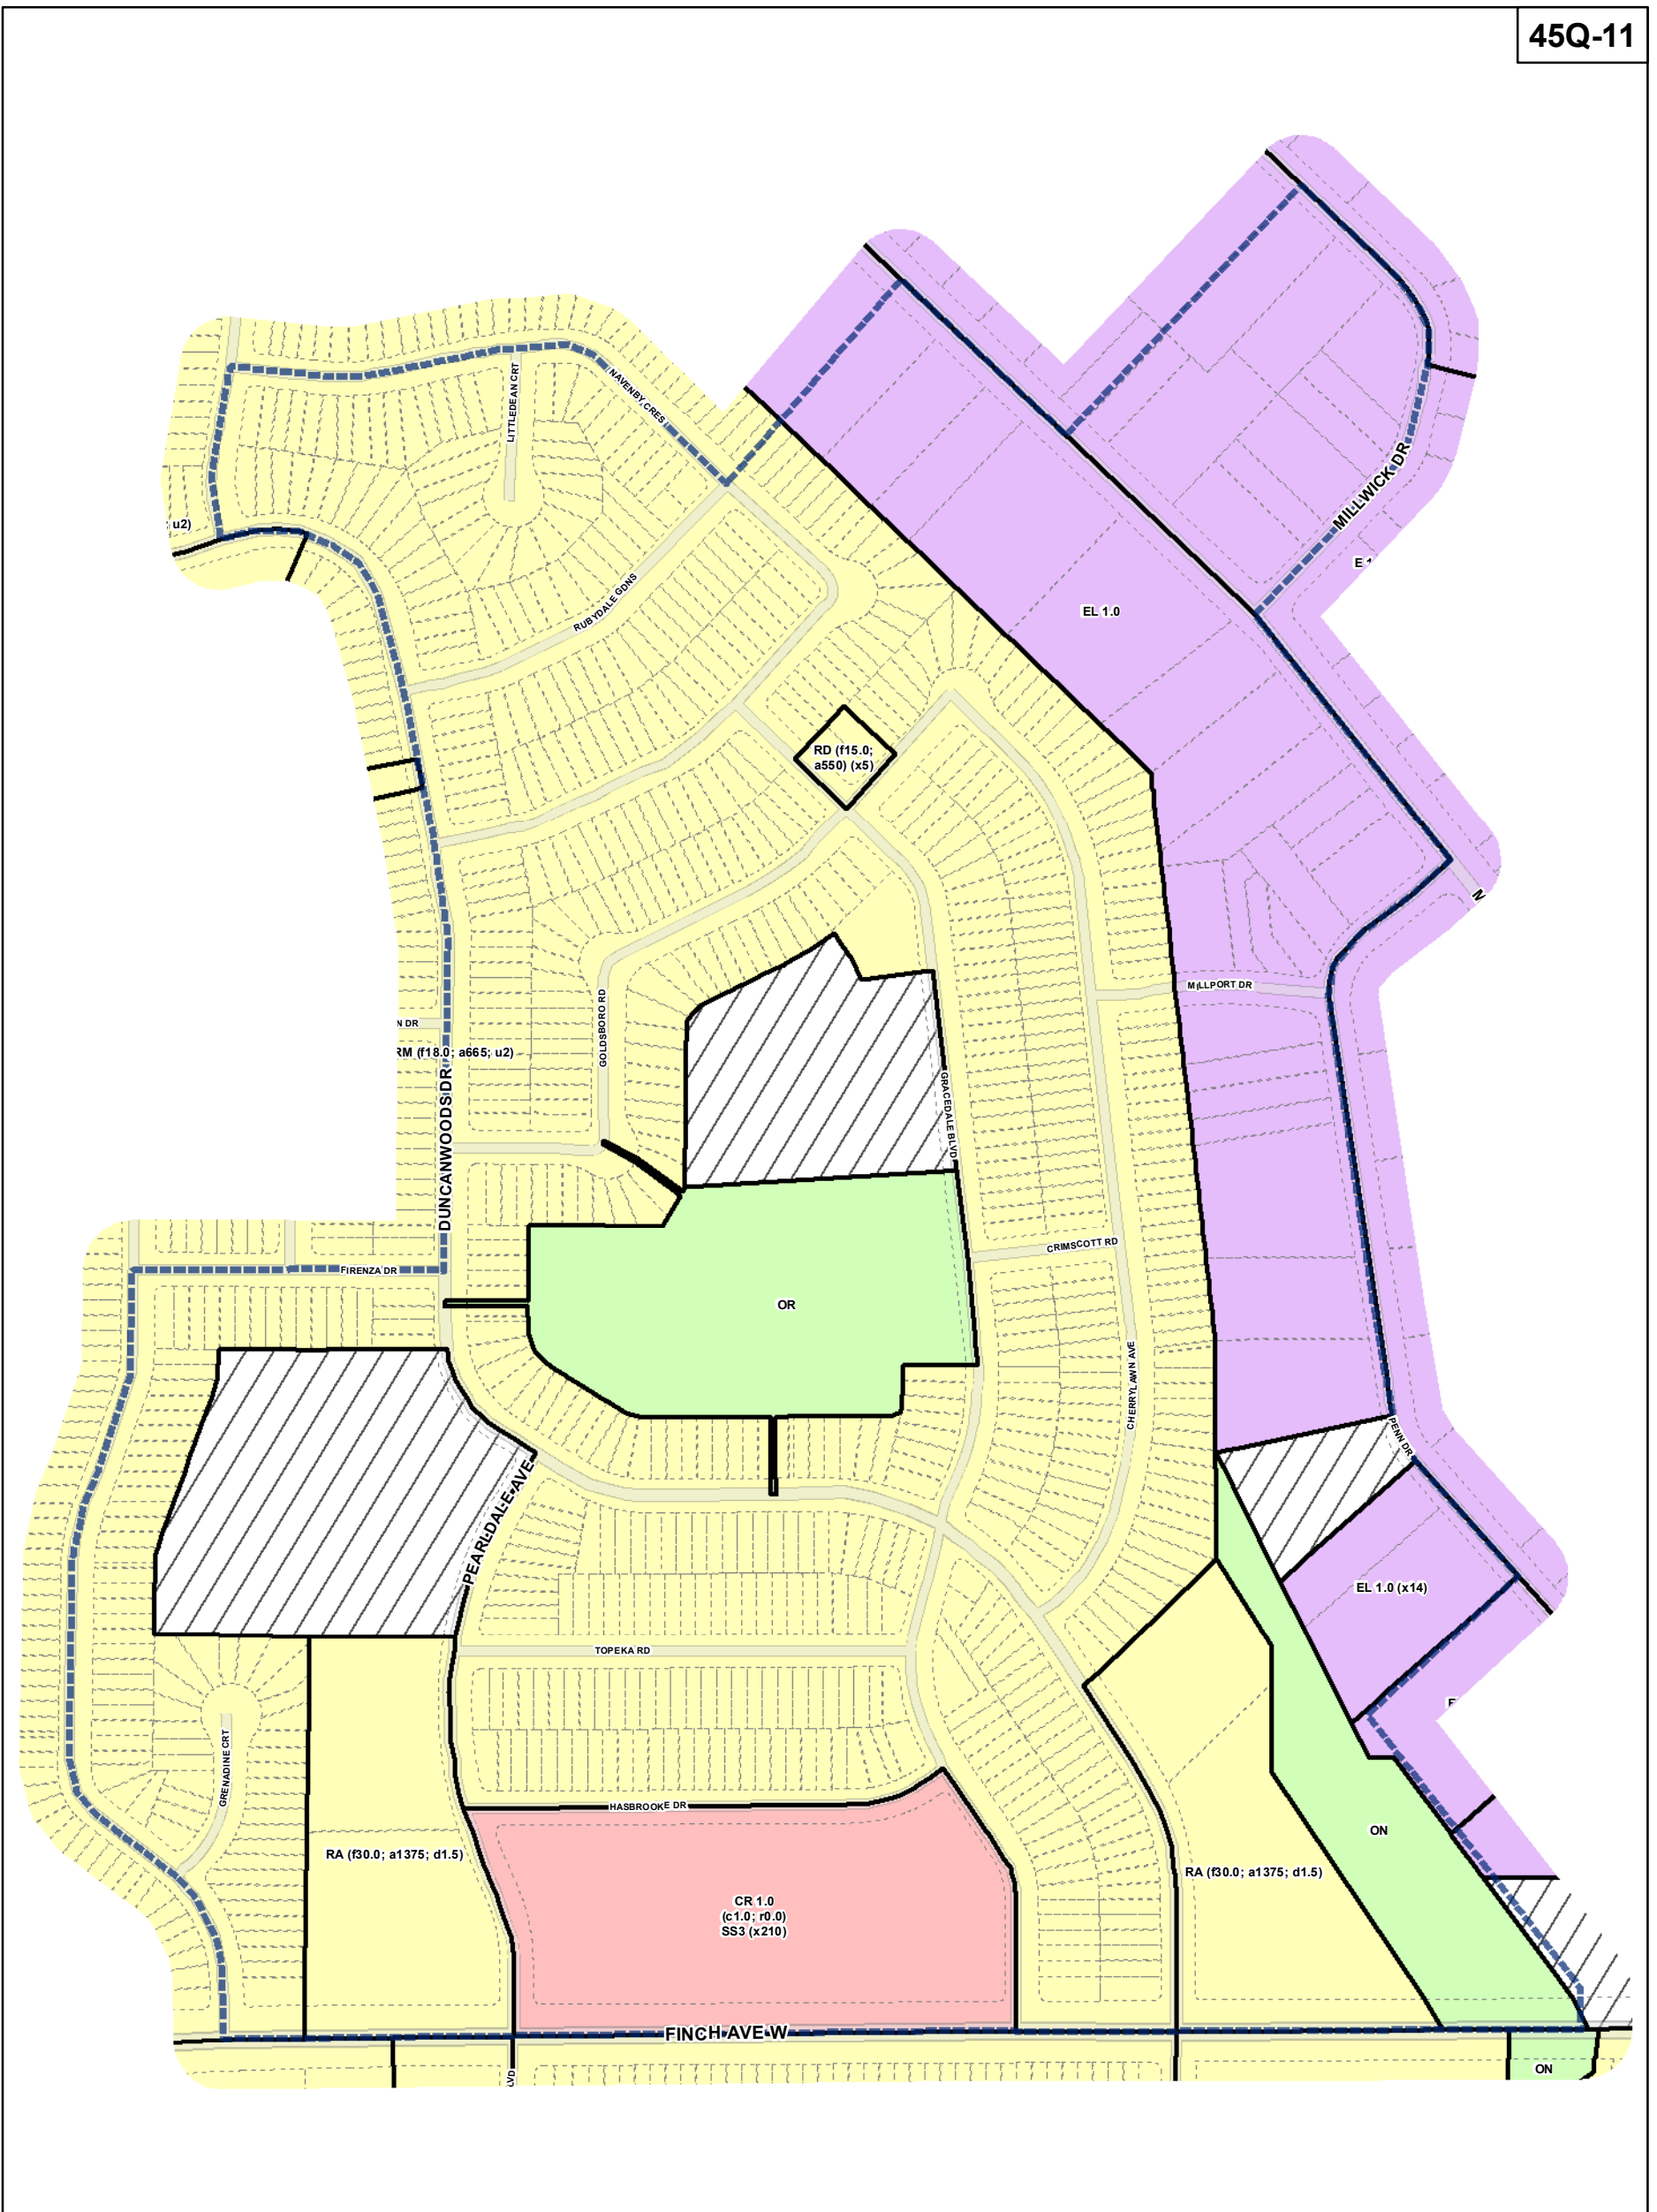 45Q-11
LITTLEDEAN CRT
NAVENBY CRES
MILLWICK DR
u2)
E 1
EL 1.0
RUBYDALE GDNS
RD (f15.0;
a550) (x5)
MILLPORT DR
N DR
GOLDSBORO RD
RM (f18.0; a665; u2)
GRACEDALE BLVD
DUNCANWOODS DR
CRIMSCOTT RD
FIRENZA DR
OR
CHERRYLAWN AVE
PENN DR
PEARLDALE AVE
EL 1.0 (x14)
TOPEKA RD
GRENADINE CRT
HASBROOKE DR
ON
RA (f30.0; a1375; d1.5)
RA (f30.0; a1375; d1.5)
CR 1.0
(c1.0; r0.0)
SS3 (x210)
FINCH AVE W
LVD
ON